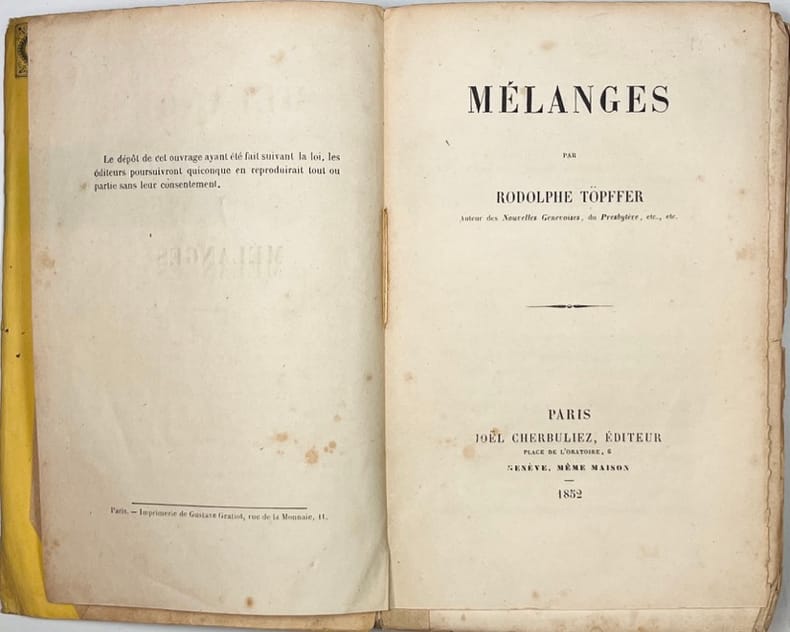 Le dépôt de cet ouvrage ayant été fait suivant la loi, les
éditeurs poursuivront quiconque en reproduirait tout ou
partie sans leur consentement.
MÉLANGES
Paris. — Imprimerie de Gustave Gratiot, rue de la Monnaie, 11.
MÉLANGES
PAR
RODOLPHE TÖPFFER
Auteur des Nouvelles Genevoises, du Presbytère, etc., etc.
PARIS
JOËL CHERBULIEZ, ÉDITEUR
PLACE DE L'ORATOIRE, 6
GENÈVE, MÊME MAISON
1852